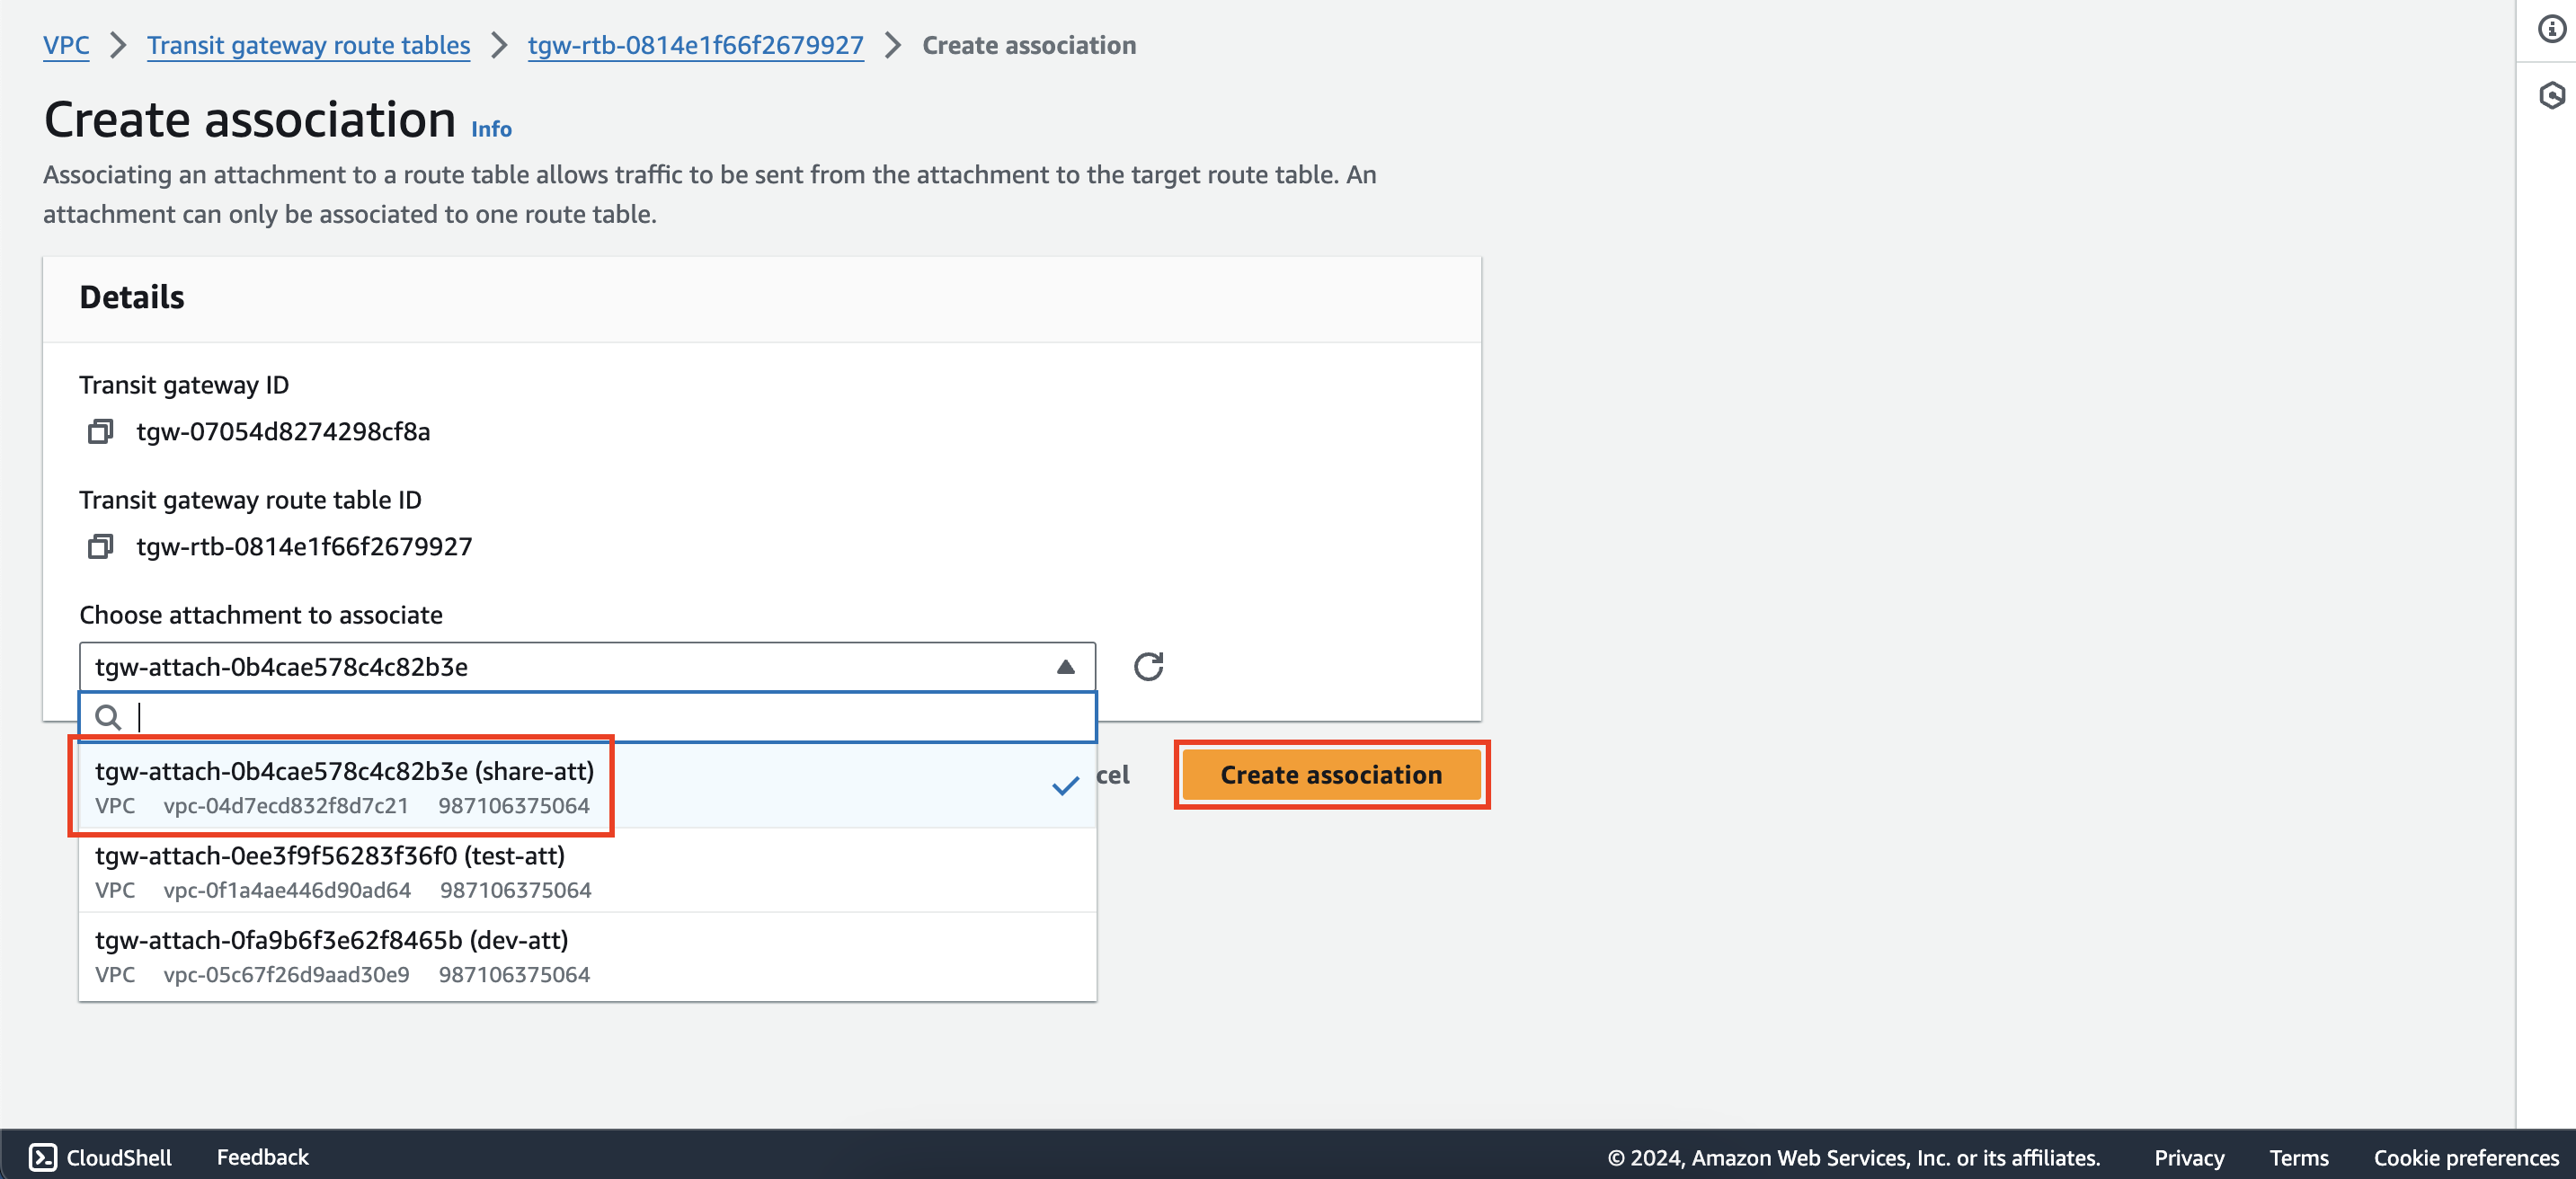 VPC > Transit gateway route tables > tgw-rtb-0814e1f66f2679927 > Create association
Create association Info
Associating an attachment to a route table allows traffic to be sent from the attachment to the target route table. An
attachment can only be associated to one route table.
Details
Transit gateway ID
tgw-07054d8274298cf8a
Transit gateway route table ID
tgw-rtb-0814e1f66f2679927
Choose attachment to associate
tgw-attach-0b4cae578c4c82b3e
tgw-attach-0b4cae578c4c82b3e (share-att)
VPC vpc-04d7ecd832f8d7c21 987106375064
cel
Create association
tgw-attach-0ee3f9f56283f36f0 (test-att)
VPC vpc-0f1a4ae446d90ad64 987106375064
tgw-attach-0fa9b6f3e62f8465b (dev-att)
VPC vpc-05c67f26d9aad30e9 987106375064
CloudShell Feedback © 2024, Amazon Web Services, Inc. or its affiliates. Privacy Terms Cookie preferences